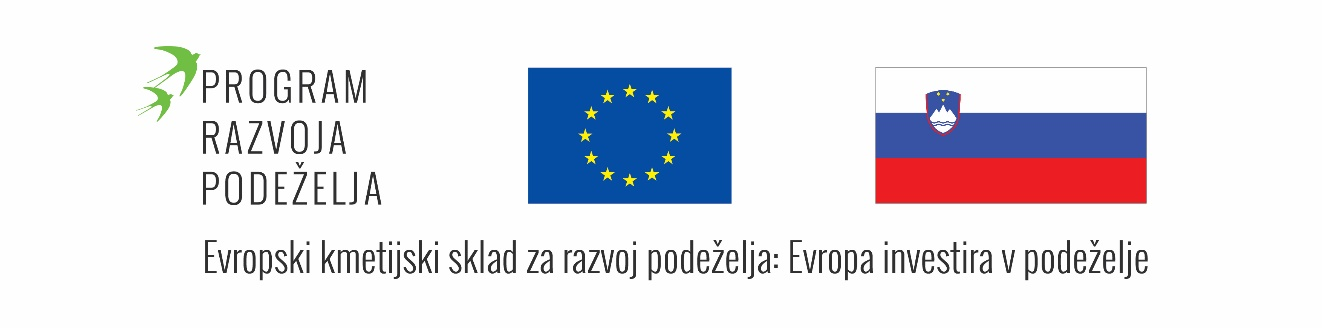 PROGRAM
RAZVOJA
PODEŽELJA
Evropski kmetijski sklad za razvoj podeželja: Evropa investira v podeželje